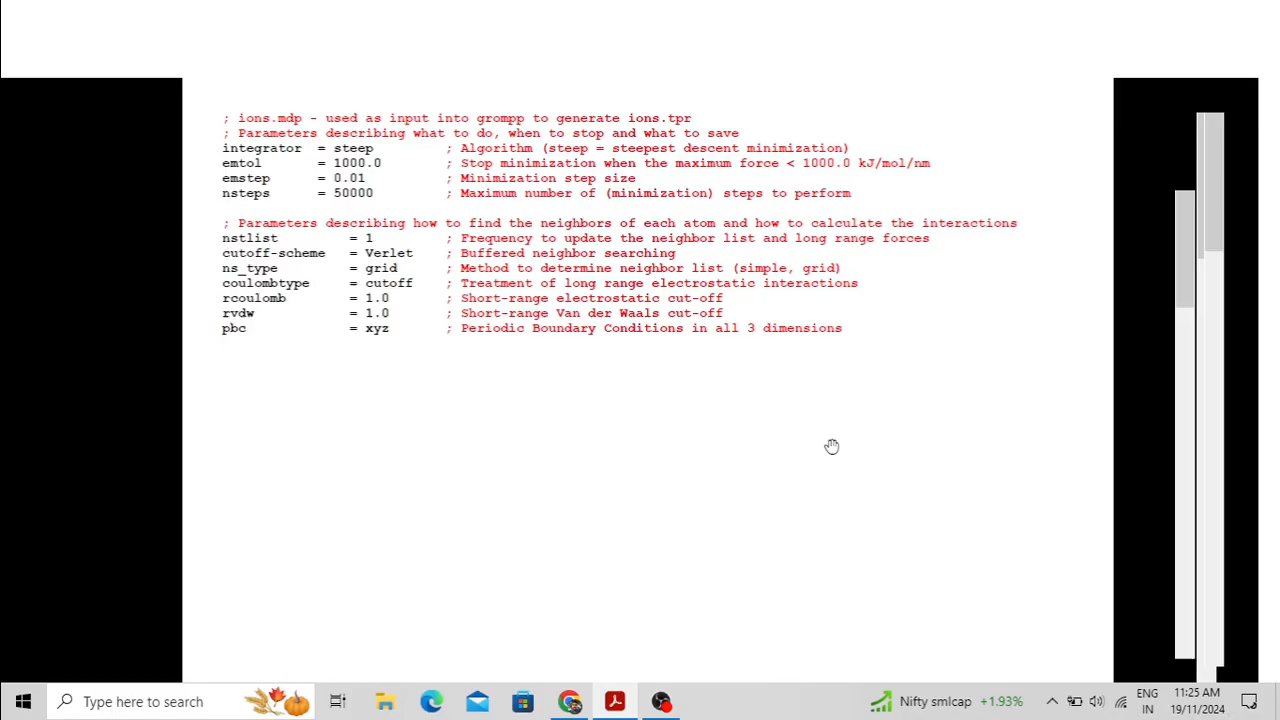 ; ions.mdp - used as input into grompp to generate ions.tpr
; Parameters describing what to do, when to stop and what to save
integrator = steep ; Algorithm (steep = steepest descent minimization)
emtol = 1000.0 ; Stop minimization when the maximum force < 1000.0 kJ/mol/nm
emstep = 0.01 ; Minimization step size
nsteps = 50000 ; Maximum number of (minimization) steps to perform
; Parameters describing how to find the neighbors of each atom and how to calculate the interactions
nstlist = 1 ; Frequency to update the neighbor list and long range forces
cutoff-scheme = Verlet ; Buffered neighbor searching
ns_type = grid ; Method to determine neighbor list (simple, grid)
coulombtype = cutoff ; Treatment of long range electrostatic interactions
rcoulomb = 1.0 ; Short-range electrostatic cut-off
rvdw = 1.0 ; Short-range Van der Waals cut-off
pbc = xyz ; Periodic Boundary Conditions in all 3 dimensions
Type here to search
Nifty smlcap +1.93%
ENG
IN
11:25 AM
19/11/2024